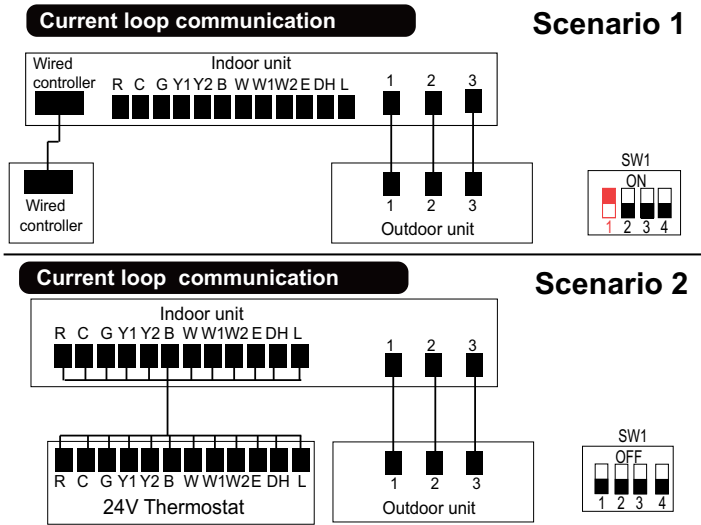 Current loop communication
Scenario 1
Wired
controller
Indoor unit
R C G Y1 Y2 B W W1 W2 E DH L
1 2 3
Wired
controller
1 2 3
Outdoor unit
SW1
ON
1 2 3 4
Current loop communication
Scenario 2
Indoor unit
R C G Y1 Y2 B W W1 W2 E DH L
1 2 3
R C G Y1 Y2 B W W1 W2 E DH L
24V Thermostat
1 2 3
Outdoor unit
SW1
OFF
1 2 3 4